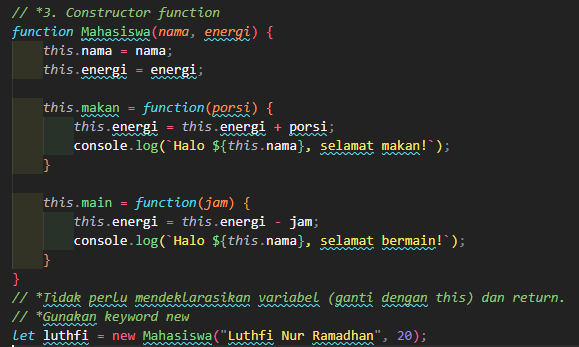 // *3. Constructor function
function Mahasiswa(nama, energi) {
this.nama = nama;
this.energi = energi;
this.makan = function(porsi) {
this.energi = this.energi + porsi;
console.log(`Halo ${this.nama}, selamat makan!`);
}
this.main = function(jam) {
this.energi = this.energi - jam;
console.log(`Halo ${this.nama}, selamat bermain!`);
}
}
// *Tidak perlu mendeklarasikan variabel (ganti dengan this) dan return.
// *Gunakan keyword new
let luthfi = new Mahasiswa("Luthfi Nur Ramadhan", 20);